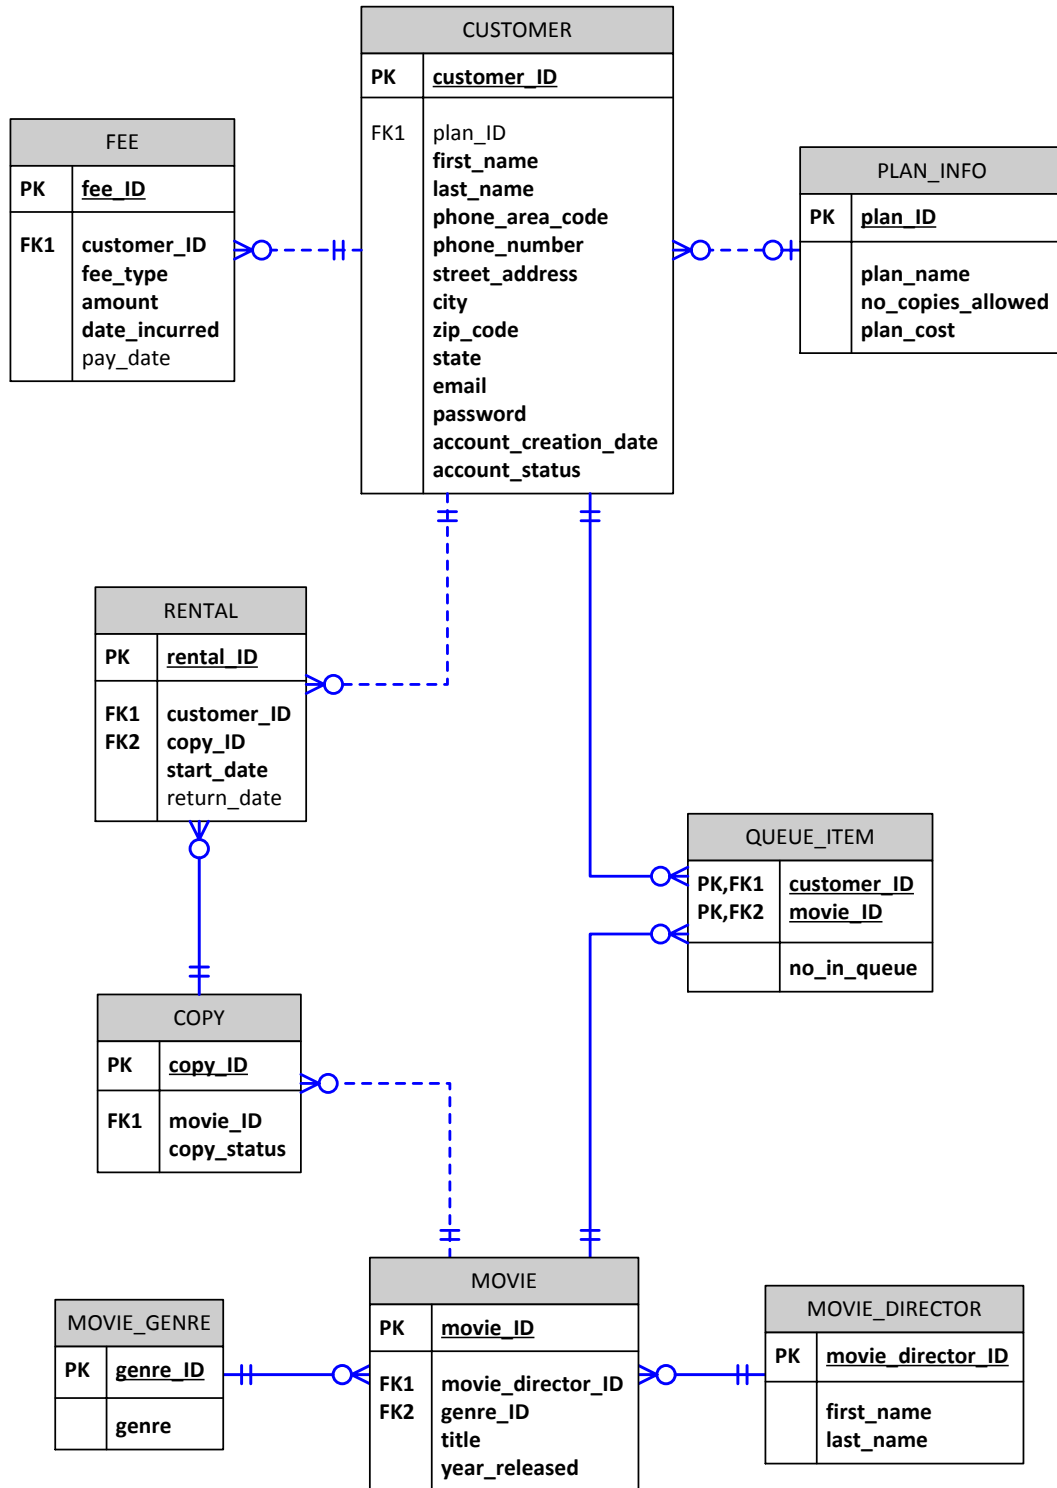 CUSTOMER
PK customer_ID
FK1 plan_ID
first_name
last_name
phone_area_code
phone_number
street_address
city
zip_code
state
email
password
account_creation_date
account_status
FEE
PK fee_ID
FK1 customer_ID
fee_type
amount
date_incurred
pay_date
PLAN_INFO
PK plan_ID
plan_name
no_copies_allowed
plan_cost
RENTAL
PK rental_ID
FK1 customer_ID
FK2 copy_ID
start_date
return_date
QUEUE_ITEM
PK,FK1 customer_ID
PK,FK2 movie_ID
no_in_queue
COPY
PK copy_ID
FK1 movie_ID
copy_status
MOVIE_GENRE
PK genre_ID
genre
MOVIE
PK movie_ID
FK1 movie_director_ID
FK2 genre_ID
title
year_released
MOVIE_DIRECTOR
PK movie_director_ID
first_name
last_name